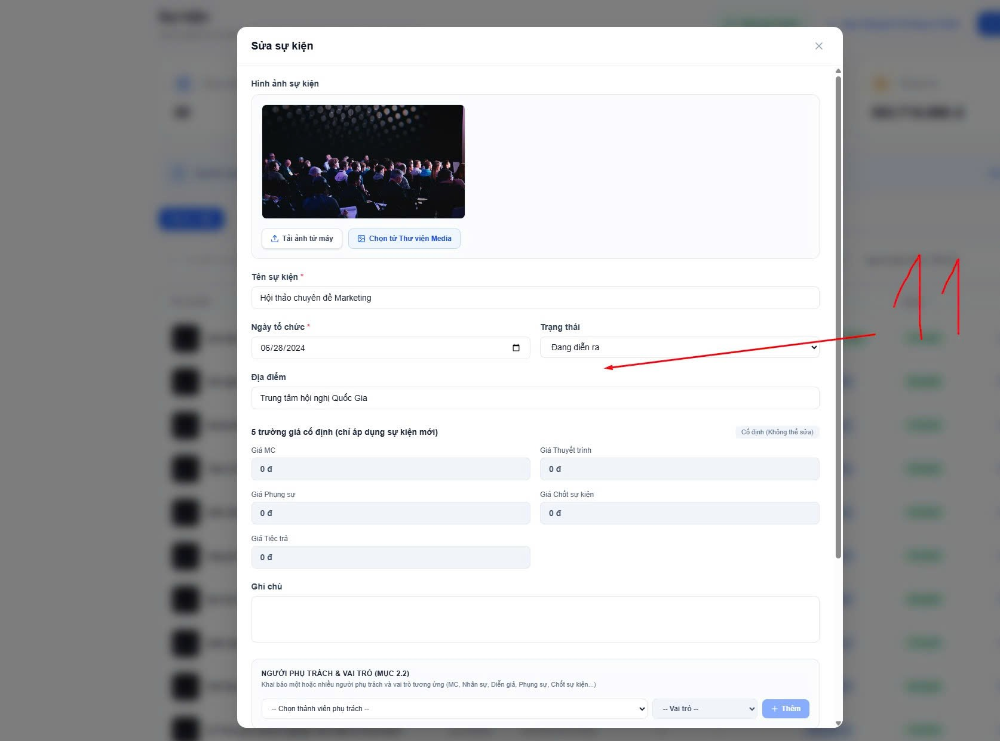 Sửa sự kiện
Hình ảnh sự kiện
Tải ảnh từ máy
Chọn từ Thư viện Media
Tên sự kiện *
Hội thảo chuyên đề Marketing
Ngày tổ chức *
Trạng thái
06/28/2024
Đang diễn ra
11
Địa điểm
Trung tâm hội nghị Quốc Gia
5 trường giá cố định (chỉ áp dụng sự kiện mới)
Cố định (Không thể sửa)
Giá MC
Giá Thuyết trình
0 đ
0 đ
Giá Phụng sự
Giá Chốt sự kiện
0 đ
0 đ
Giá Tiệc trà
0 đ
Ghi chú
NGƯỜI PHỤ TRÁCH & VAI TRÒ (MỤC 2.2)
Khai báo một hoặc nhiều người phụ trách và vai trò tương ứng (MC, Nhân sự, Diễn giả, Phụng sự, Chốt sự kiện...)
-- Chọn thành viên phụ trách --
-- Vai trò --
+ Thêm